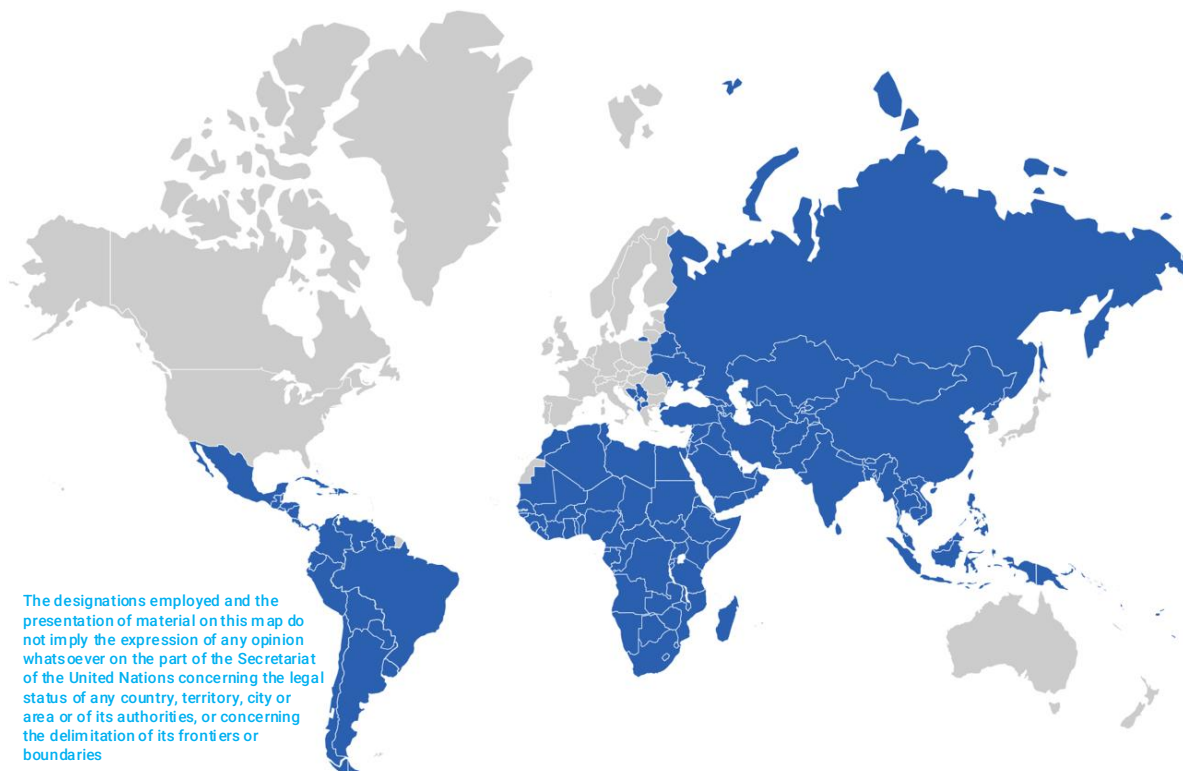 The designations employed and the
presentation of material on this map do
not imply the expression of any opinion
whatsoever on the part of the Secretariat
of the United Nations concerning the legal
status of any country, territory, city or
area or of its authorities, or concerning
the delimitation of its frontiers or
boundaries